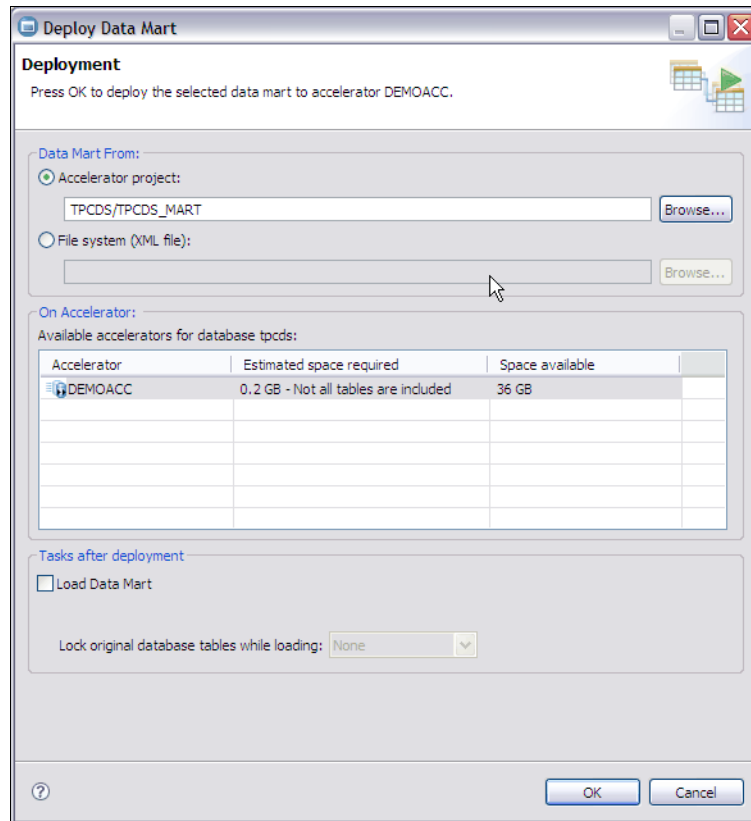 Deploy Data Mart
Deployment
Press OK to deploy the selected data mart to accelerator DEMOACC.
Data Mart From:
Accelerator project:
TPCDS/TPCDS_MART
Browse...
File system (XML file):
Browse...
On Accelerator:
Available accelerators for database tpcds:
Accelerator Estimated space required Space available
DEMOACC 0.2 GB - Not all tables are included 36 GB
Tasks after deployment
Load Data Mart
Lock original database tables while loading: None
? OK Cancel